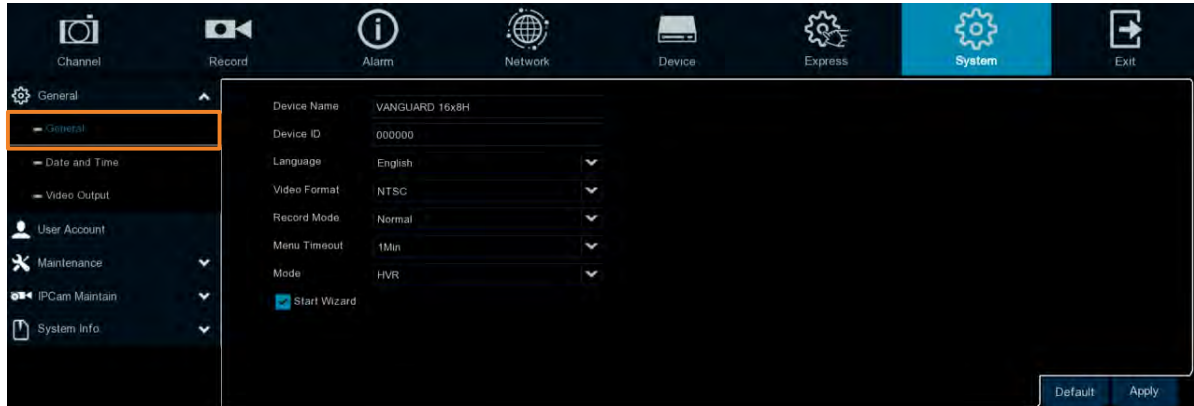 Channel Record Alarm Network Device Express System Exit
General
General
Date and Time
Video Output
User Account
Maintenance
IPCam Maintain
System Info
Device Name VANGUARD 16x8H
Device ID 000000
Language English
Video Format NTSC
Record Mode Normal
Menu Timeout 1Min
Mode HVR
Start Wizard
Default Apply